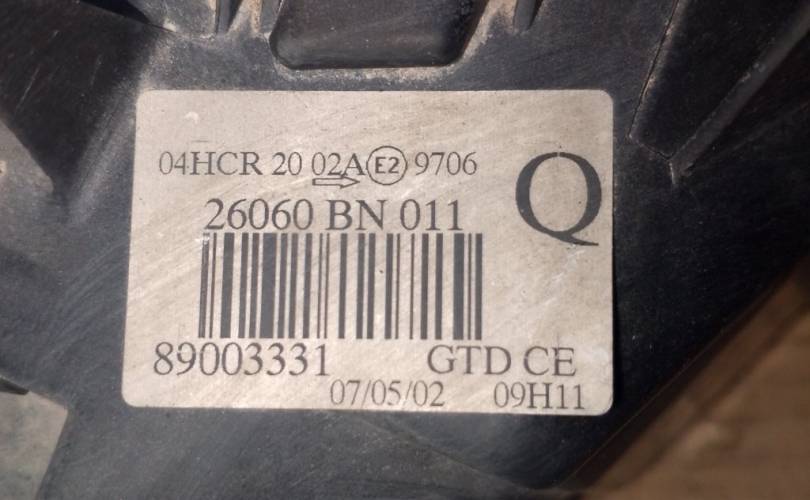 04HCR 20 02A E2 9706
Q
26060 BN 011
89003331 GTD CE
07/05/02 09H11